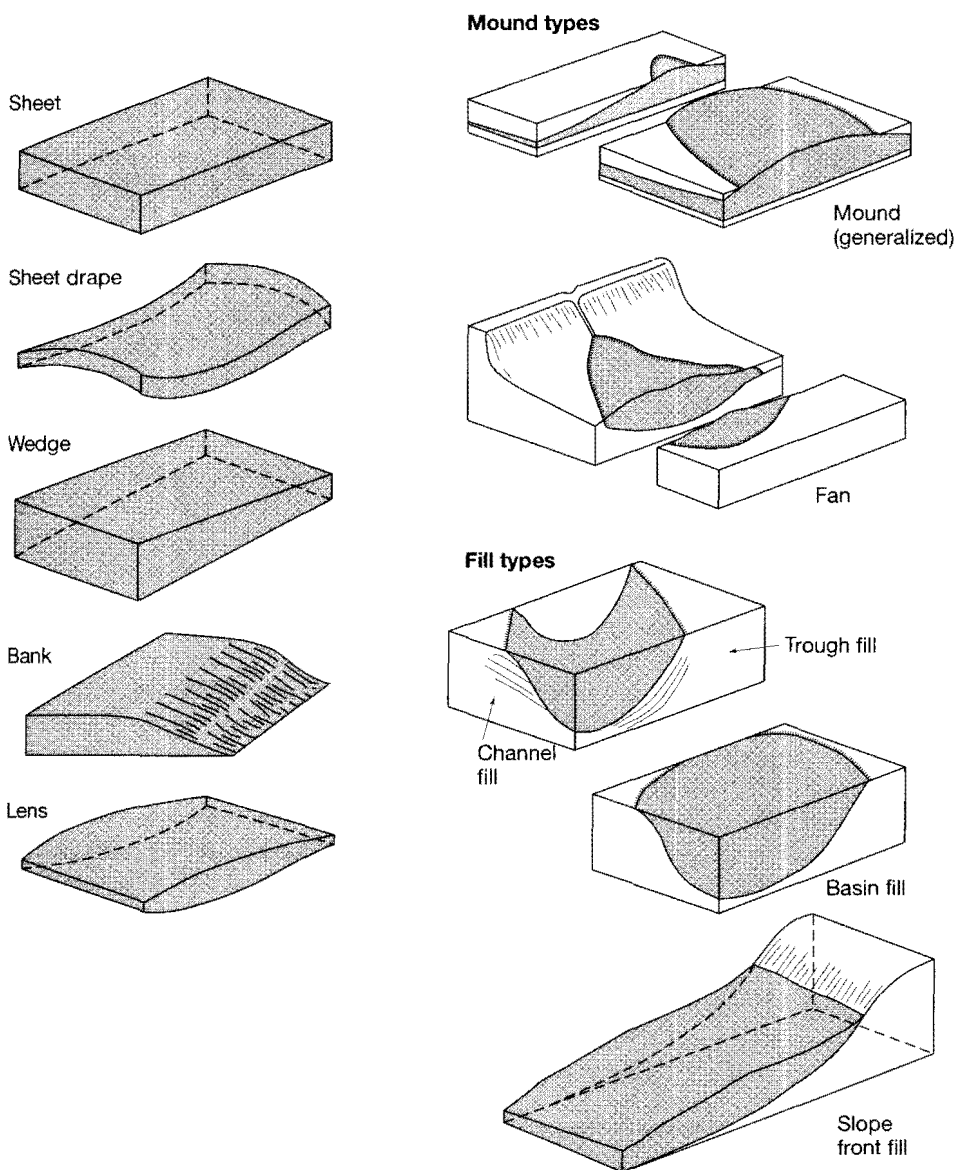 Sheet
Sheet drape
Wedge
Bank
Lens
Mound types
Mound
(generalized)
Fan
Fill types
Trough fill
Channel
fill
Basin fill
Slope
front fill